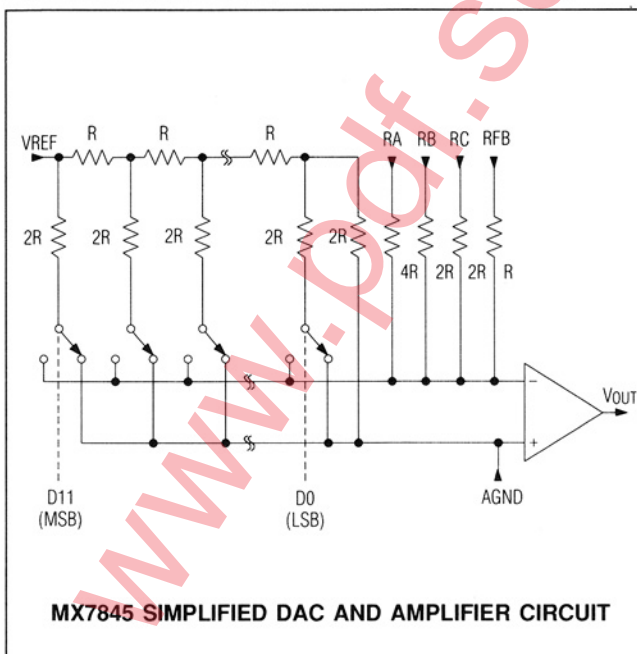 R R R
VREF RA RB RC RFB
2R 2R 2R 2R 2R 4R 2R 2R R
−
+
VOUT
D11 D0 AGND
(MSB) (LSB)
MX7845 SIMPLIFIED DAC AND AMPLIFIER CIRCUIT
www.pdf.s